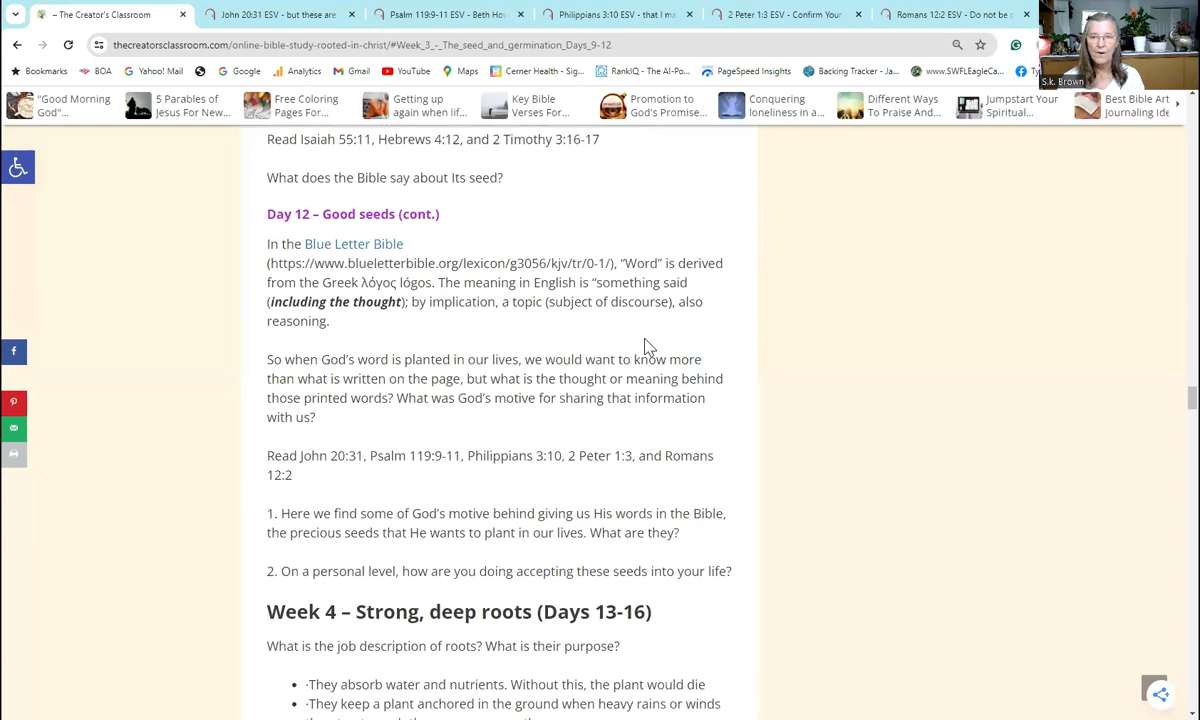 – The Creator's Classroom
John 20:31 ESV - but these are
Psalm 119:9-11 ESV - Beth How
Philippians 3:10 ESV - that I ma
2 Peter 1:3 ESV - Confirm Your
Romans 12:2 ESV - Do not be c
thecreatorsclassroom.com/online-bible-study-rooted-in-christ/#Week_3_-_The_seed_and_germination_Days_9-12
S.k. Brown
Bookmarks
BOA
Yahoo! Mail
Google
Analytics
Gmail
YouTube
Maps
Cerner Health - Sig...
RankIQ - The AI-Po...
PageSpeed Insights
Backing Tracker - Ja...
www.SWFLEagleCa...
"Good Morning
God"...
5 Parables of
Jesus For New...
Free Coloring
Pages For...
Getting up
again when lif...
Key Bible
Verses For...
Promotion to
God's Promise...
Conquering
loneliness in a...
Different Ways
To Praise And...
Jumpstart Your
Spiritual...
Best Bible Art
Journaling Ide
Read Isaiah 55:11, Hebrews 4:12, and 2 Timothy 3:16-17
What does the Bible say about Its seed?
Day 12 – Good seeds (cont.)
In the Blue Letter Bible
(https://www.blueletterbible.org/lexicon/g3056/kjv/tr/0-1/), “Word” is derived
from the Greek λόγος lógos. The meaning in English is “something said
(including the thought); by implication, a topic (subject of discourse), also
reasoning.
So when God’s word is planted in our lives, we would want to know more
than what is written on the page, but what is the thought or meaning behind
those printed words? What was God’s motive for sharing that information
with us?
Read John 20:31, Psalm 119:9-11, Philippians 3:10, 2 Peter 1:3, and Romans
12:2
1. Here we find some of God’s motive behind giving us His words in the Bible,
the precious seeds that He wants to plant in our lives. What are they?
2. On a personal level, how are you doing accepting these seeds into your life?
Week 4 – Strong, deep roots (Days 13-16)
What is the job description of roots? What is their purpose?
• ·They absorb water and nutrients. Without this, the plant would die
• ·They keep a plant anchored in the ground when heavy rains or winds